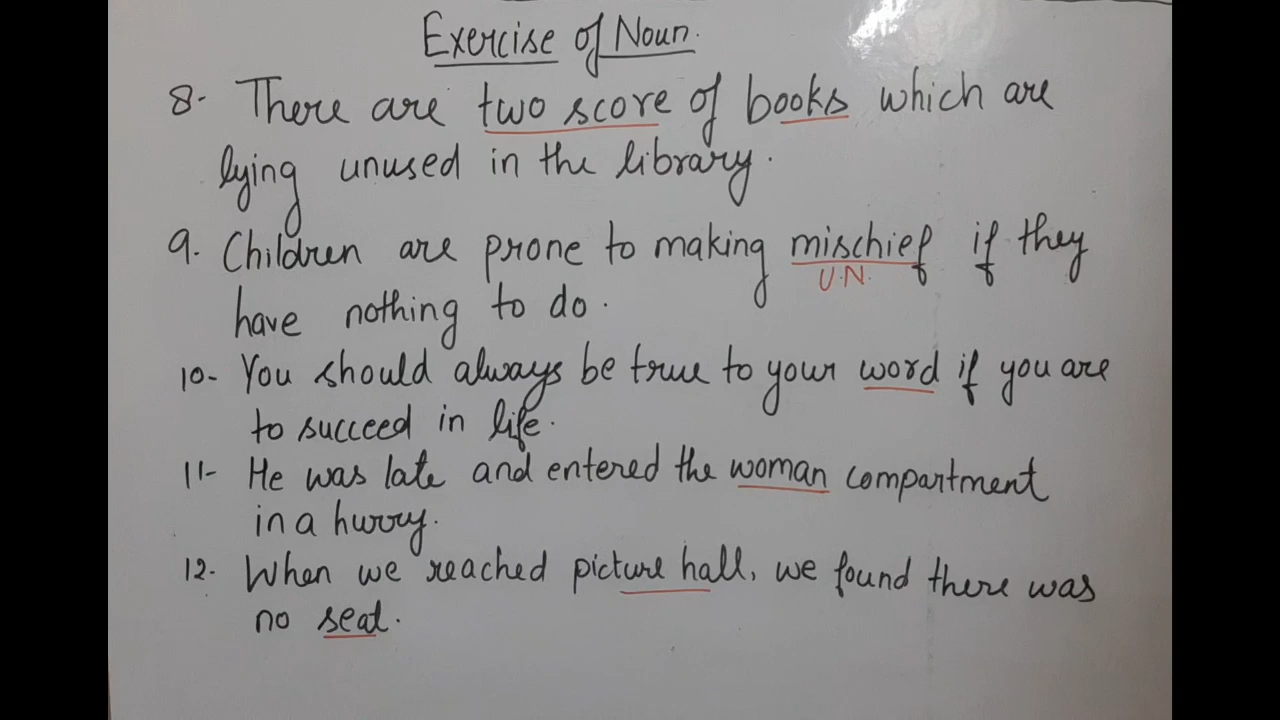 Exercise of Noun.
8- There are two score of books which are
lying unused in the library.
9. Children are prone to making mischief if they
U.N.
have nothing to do.
10- You should always be true to your word if you are
to succeed in life.
11- He was late and entered the woman compartment
in a hurry.
12. When we reached picture hall, we found there was
no seat.